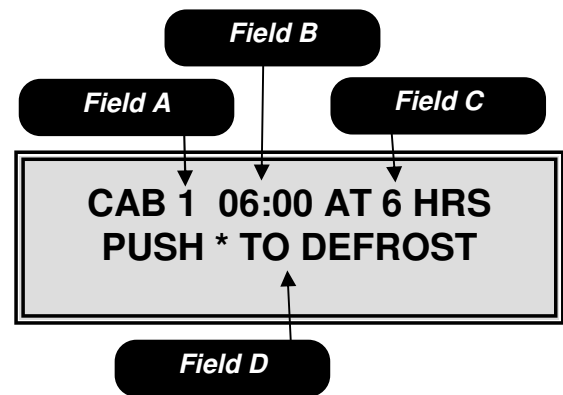 Field B
Field A
Field C
CAB 1 06:00 AT 6 HRS
PUSH * TO DEFROST
Field D